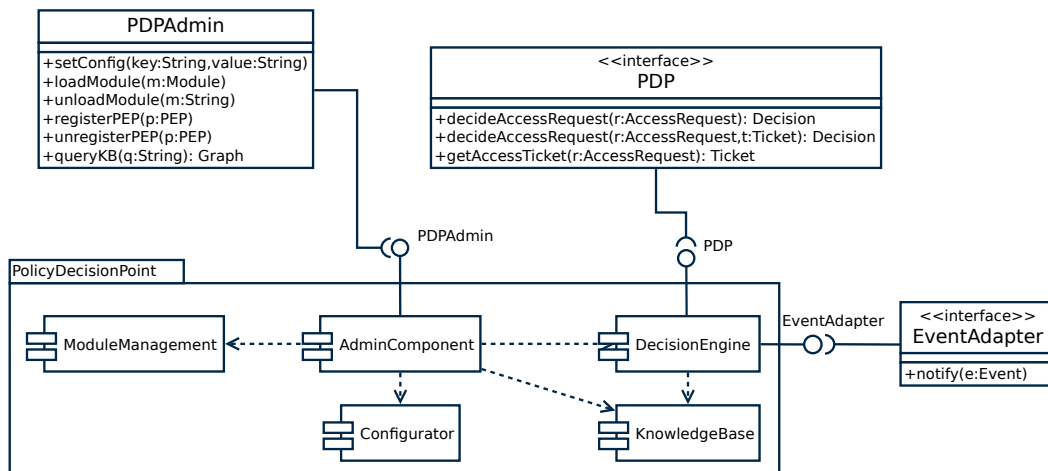 PDPAdmin
+setConfig(key:String,value:String)
+loadModule(m:Module)
+unloadModule(m:String)
+registerPEP(p:PEP)
+unregisterPEP(p:PEP)
+queryKB(q:String): Graph
<<interface>>
PDP
+decideAccessRequest(r:AccessRequest): Decision
+decideAccessRequest(r:AccessRequest,t:Ticket): Decision
+getAccessTicket(r:AccessRequest): Ticket
PDPAdmin
PDP
PolicyDecisionPoint
ModuleManagement
AdminComponent
DecisionEngine
EventAdapter
<<interface>>
EventAdapter
+notify(e:Event)
Configurator
KnowledgeBase